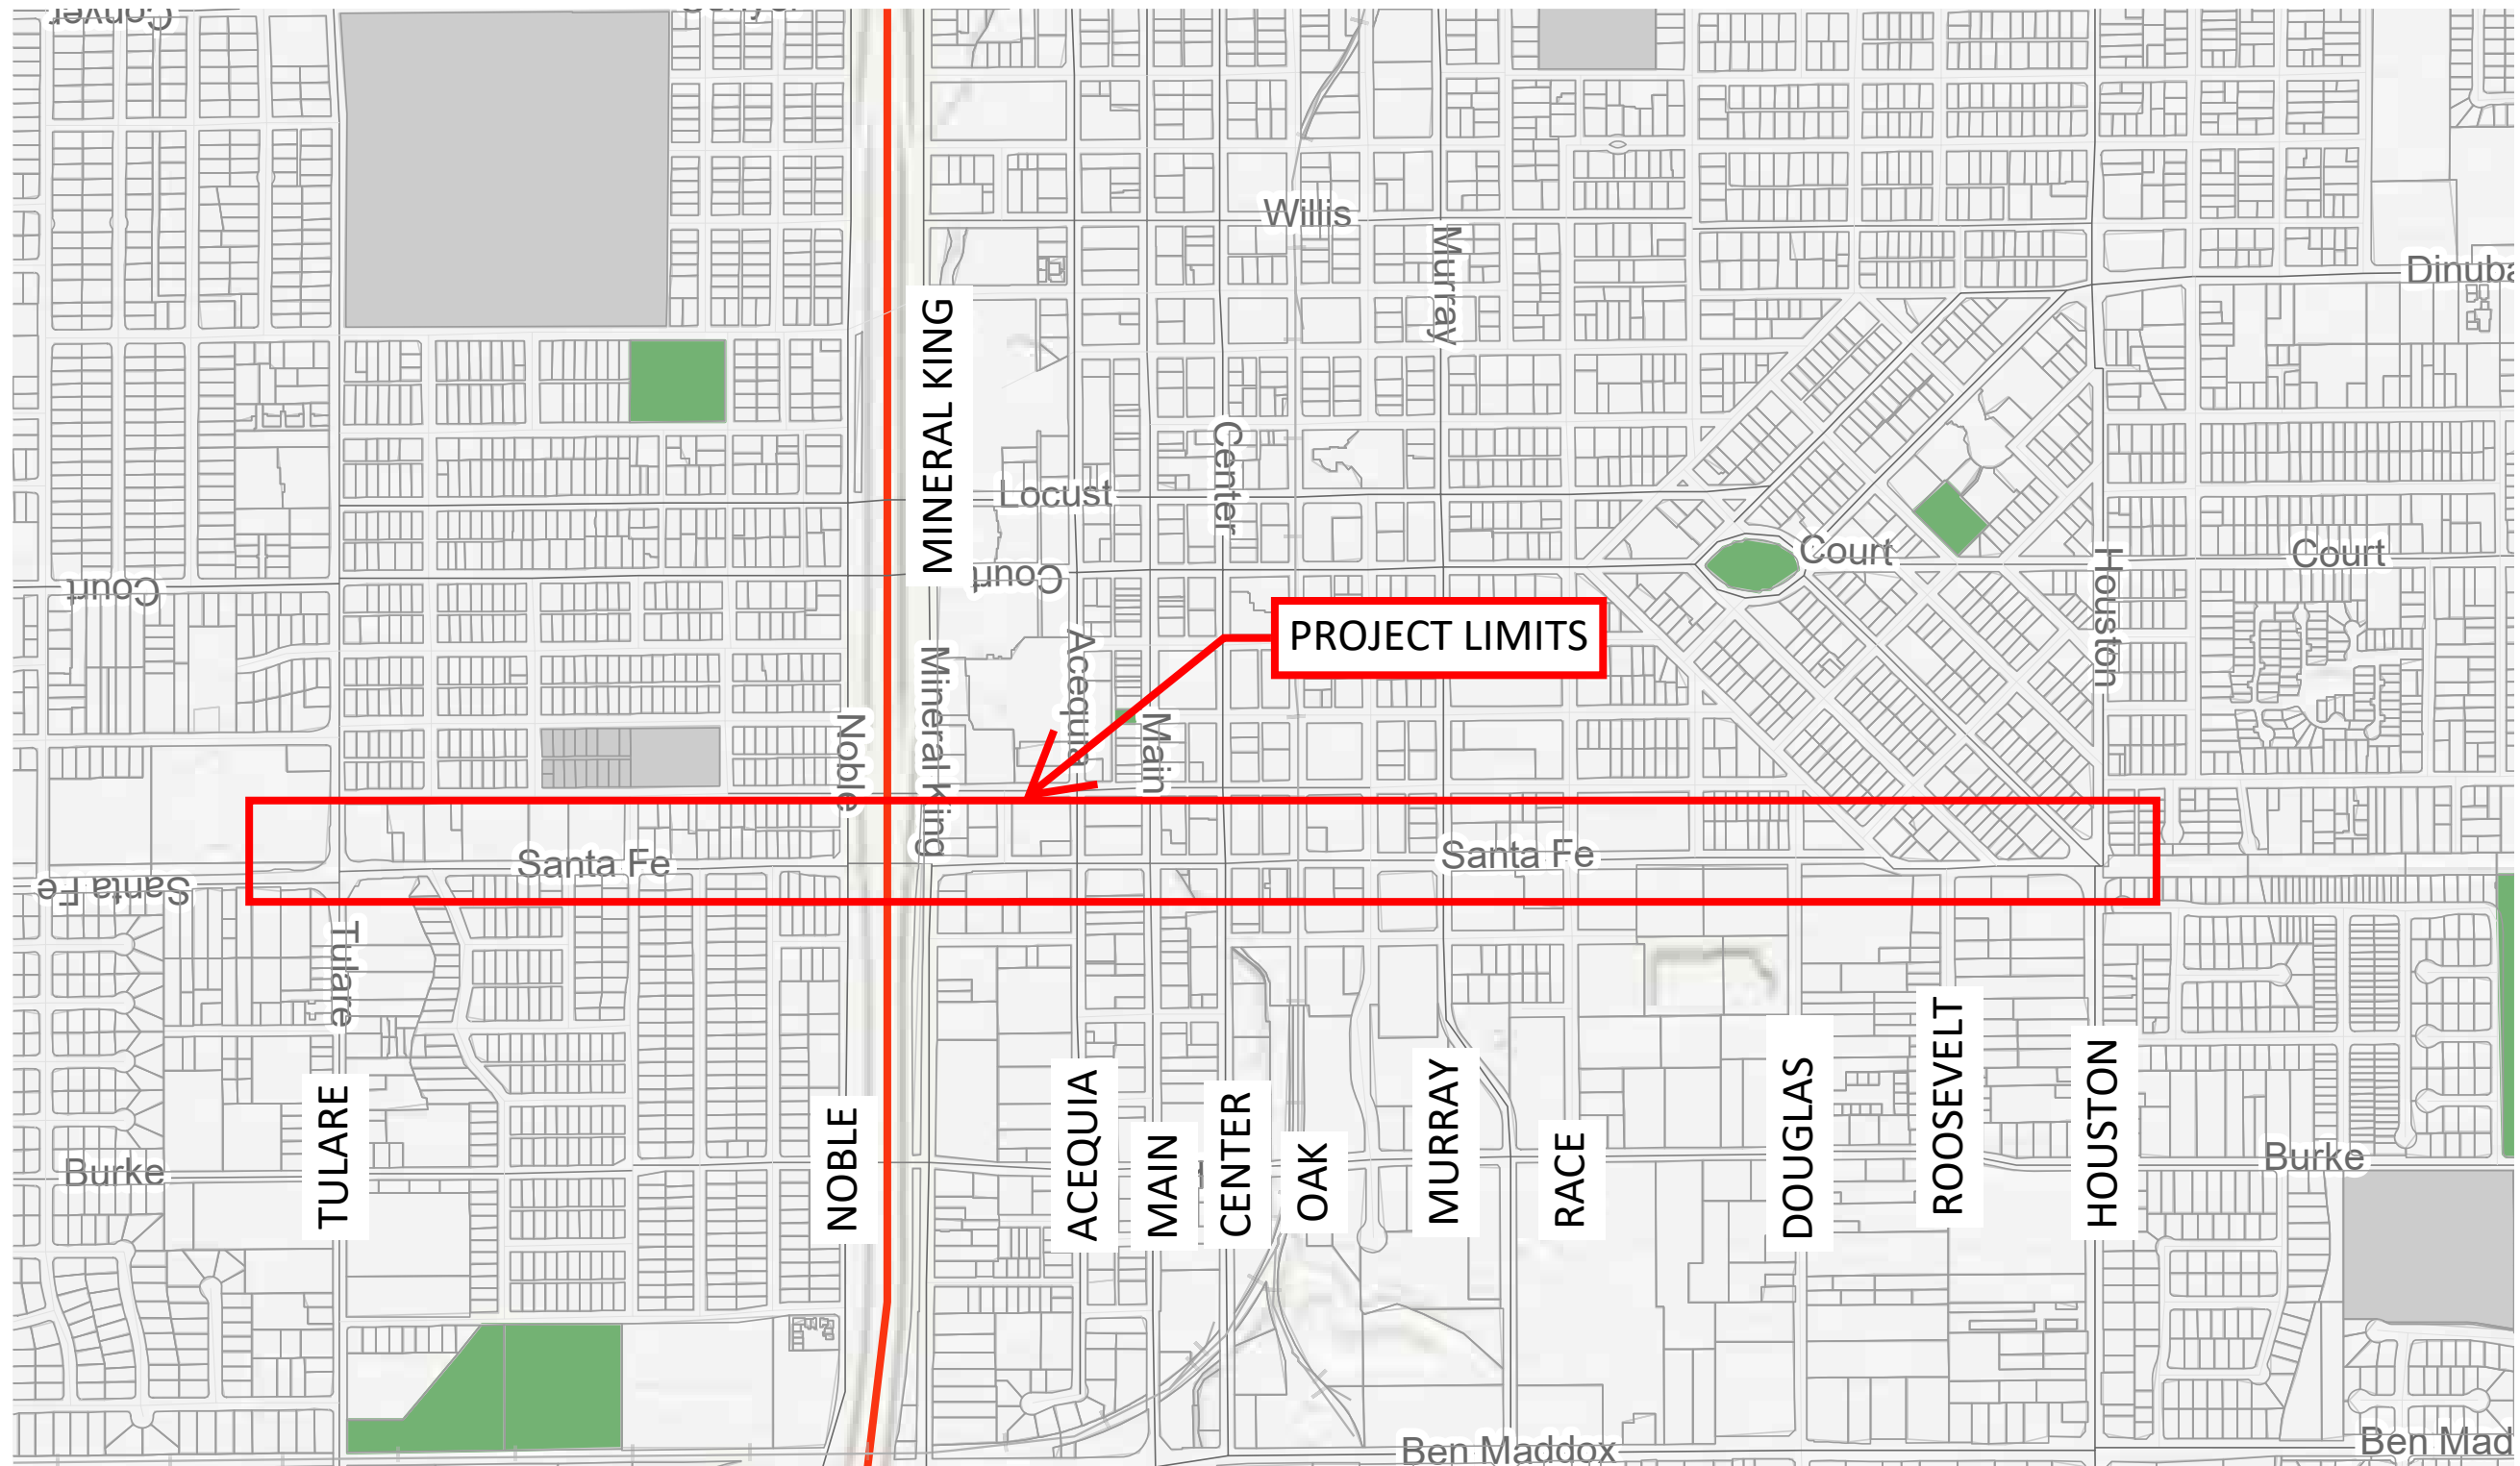 Conyer
Willis
Murray
Dinuba
MINERAL KING
Center
Locust
Court
Court
Court
Court
Houston
PROJECT LIMITS
Acequia
Mineral King
Main
Noble
Santa Fe
Santa Fe
Santa Fe
Tulare
TULARE
NOBLE
ACEQUIA
MAIN
CENTER
OAK
MURRAY
RACE
DOUGLAS
ROOSEVELT
HOUSTON
Burke
Burke
Ben Maddox
Ben Mad